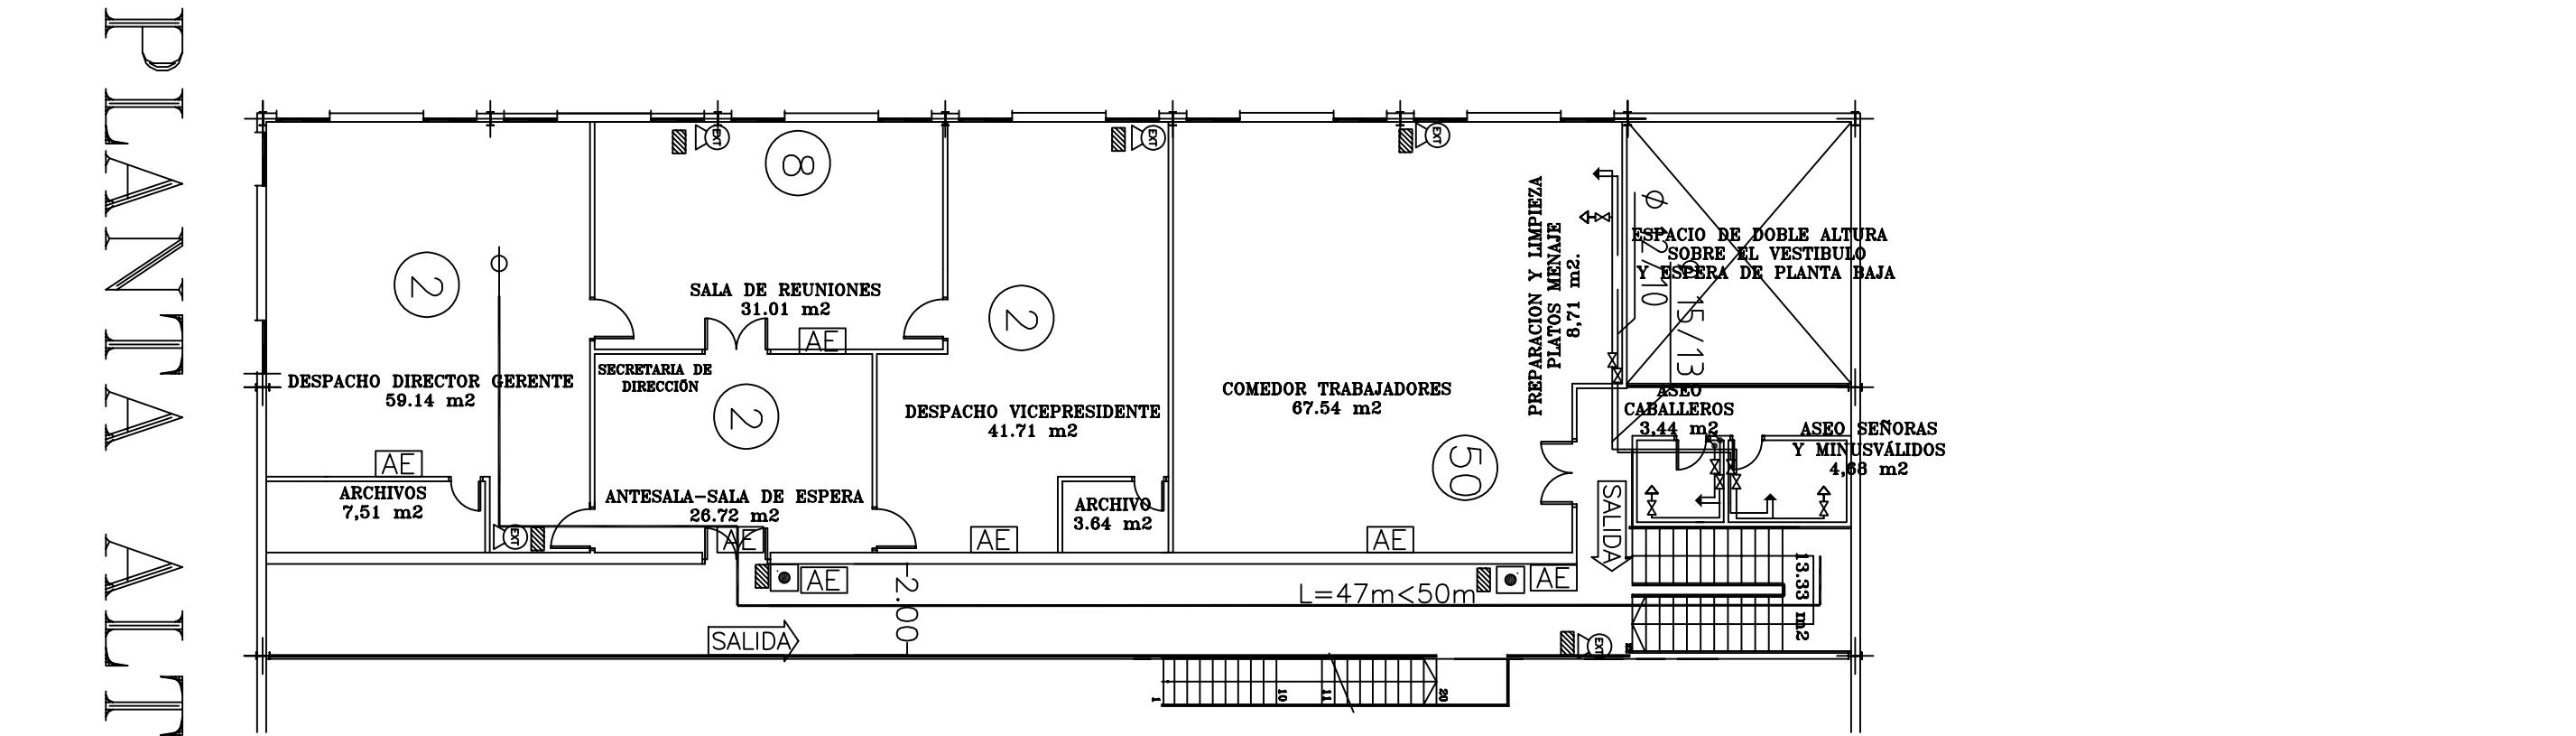 PLANTA ALT
EXT
EXT
EXT
8
2
2
2
50
SALA DE REUNIONES
31.01 m2
AE
SECRETARIA DE
DIRECCIÓN
DESPACHO DIRECTOR GERENTE
59.14 m2
AE
ARCHIVOS
7,51 m2
EXT
ANTESALA-SALA DE ESPERA
26.72 m2
AE
DESPACHO VICEPRESIDENTE
41.71 m2
AE
ARCHIVO
3.64 m2
COMEDOR TRABAJADORES
67.54 m2
AE
PREPARACION Y LIMPIEZA
PLATOS MENAJE
8,71 m2.
Ø 12/10
Ø 15/13
ESPACIO DE DOBLE ALTURA
SOBRE EL VESTIBULO
Y ESPERA DE PLANTA BAJA
ASEO
CABALLEROS
3,44 m2
ASEO SEÑORAS
Y MINUSVÁLIDOS
4,68 m2
SALIDA
AE
2.00
L=47m<50m
AE
13.33 m2
SALIDA
EXT
1
10
11
20